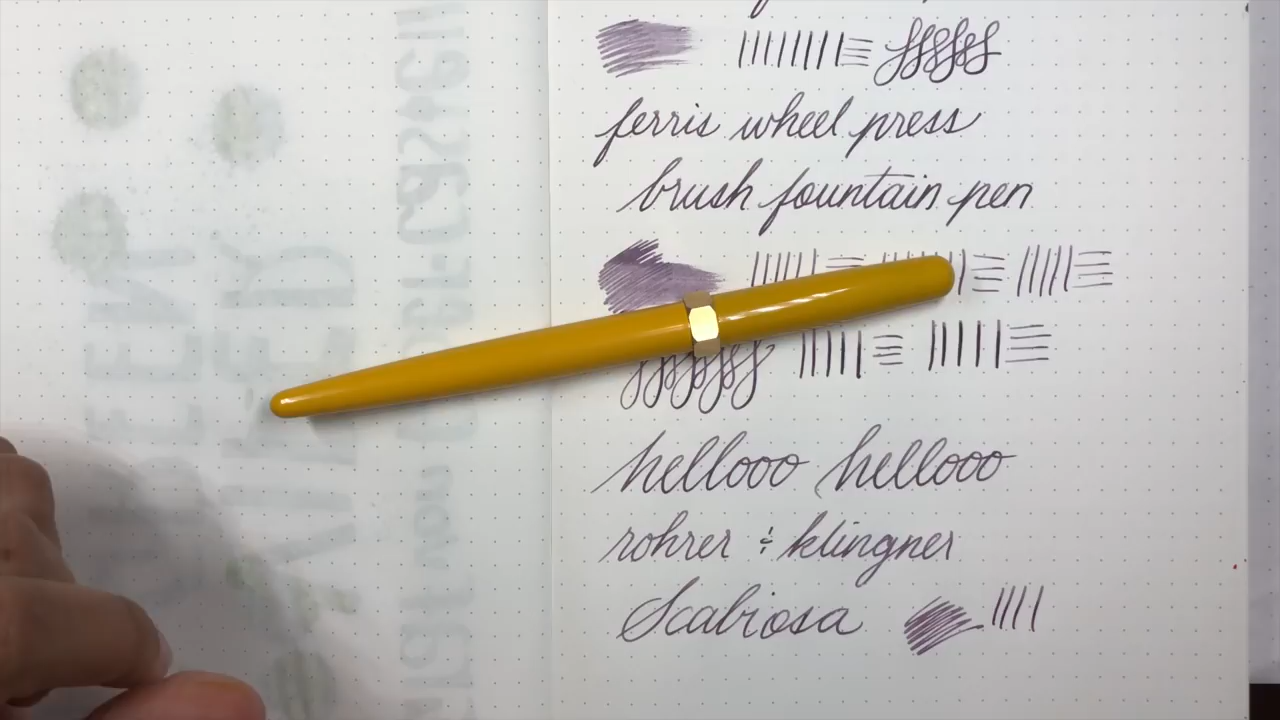 ferris wheel press
brush fountain pen
hellooo hellooo
rohrer & klingner
Scabiosa